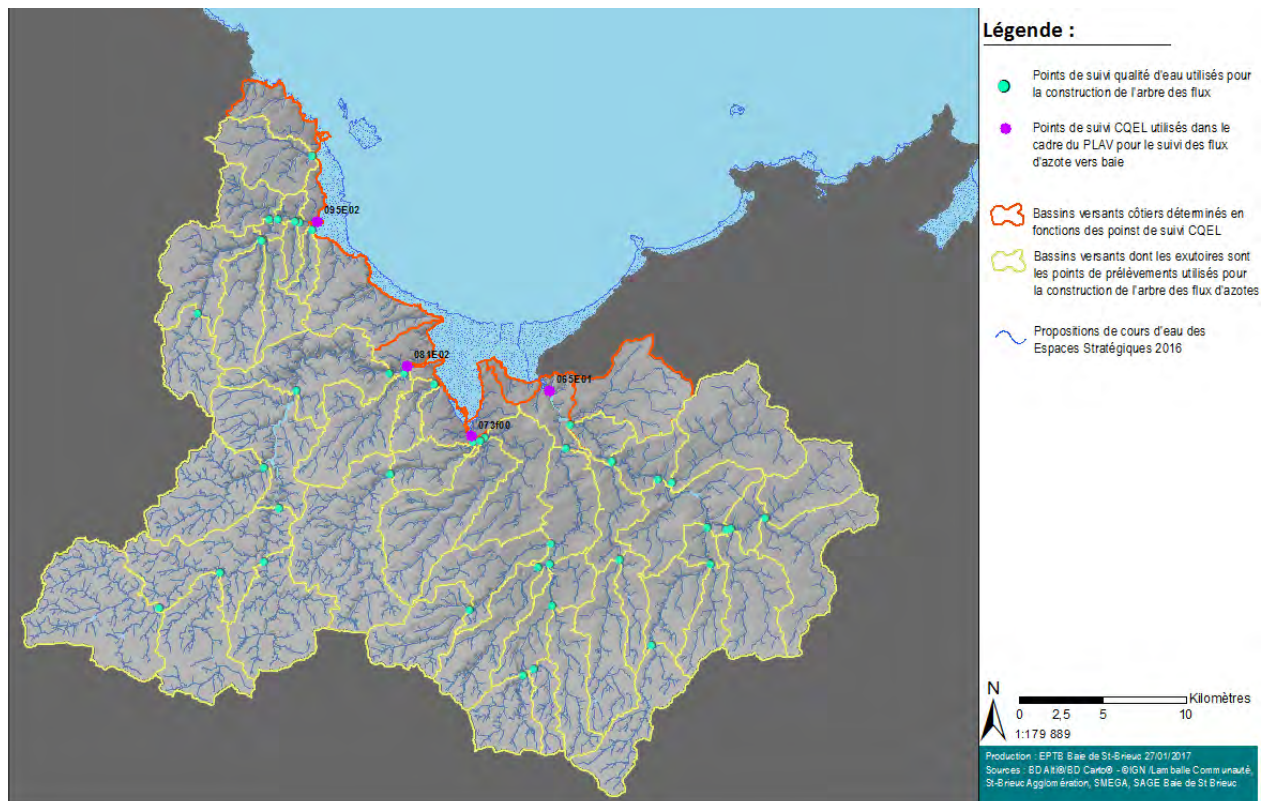 Légende :
Points de suivi qualité d'eau utilisés pour
la construction de l'arbre des flux
Points de suivi CQEL utilisés dans le
cadre du PLAV pour le suivi des flux
d'azote vers baie
Bassins versants côtiers déterminés en
fonctions des poinst de suivi CQEL
Bassins versants dont les exutoires sont
les points de prélèvements utilisés pour
la construction de l'arbre des flux d'azotes
Propositions de cours d'eau des
Espaces Stratégiques 2016
095E02
081E02
065E01
073f00
N
Kilomètres
0 2,5 5 10
1:179 889
Production : EPTB Baie de St-Brieuc 27/01/2017
Sources : BD Alti®/BD Carto® - ©IGN /Lamballe Communauté,
St-Brieuc Agglomération, SMEGA, SAGE Baie de St Brieuc